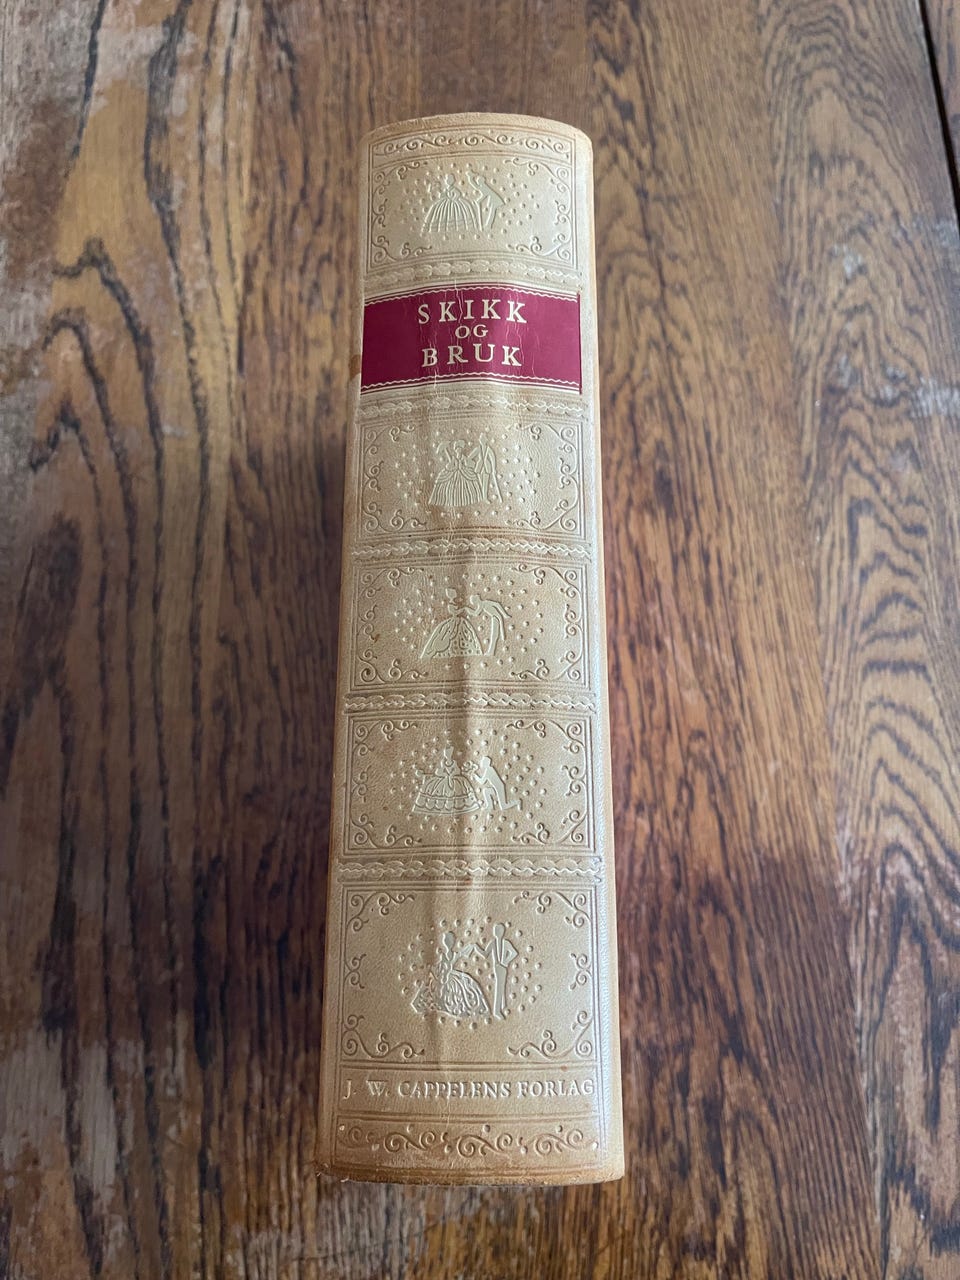 SKIKK
OG
BRUK
J. W. CAPPELENS FORLAG